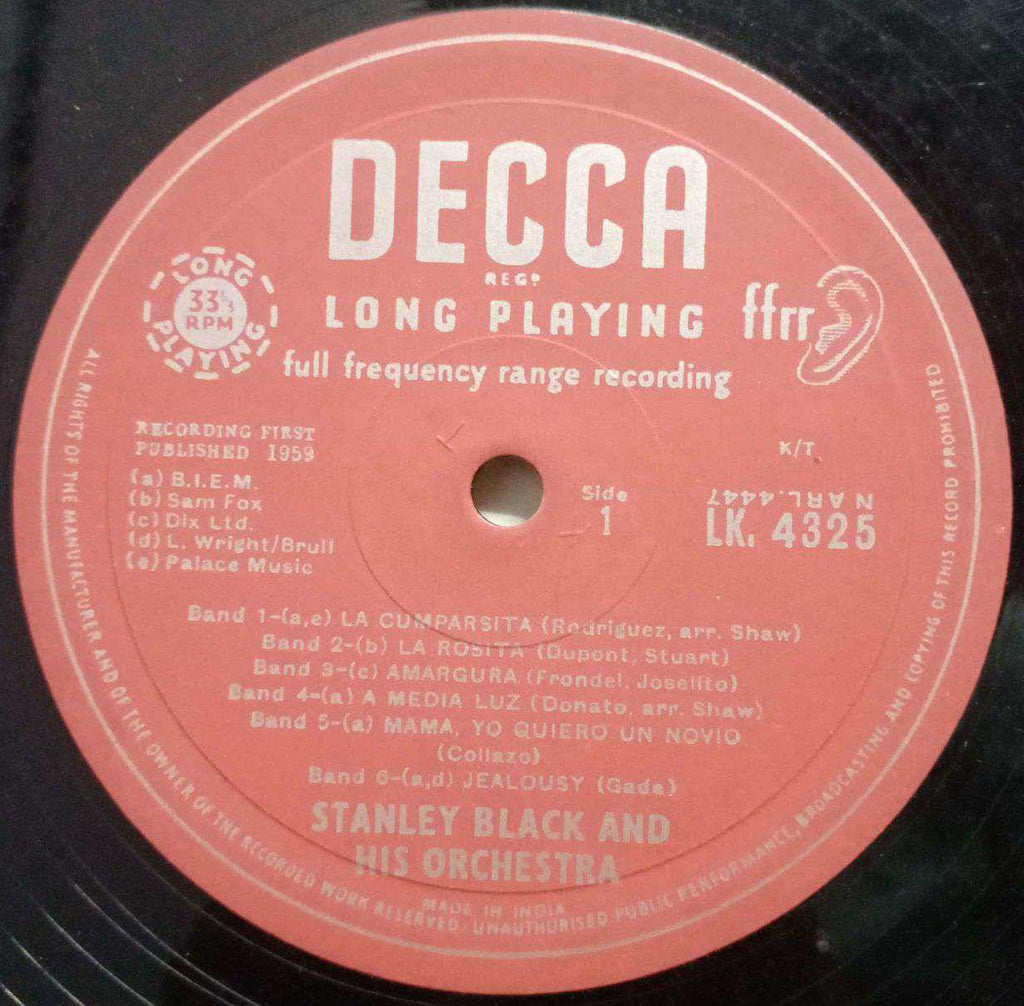 DECCA
REGD
LONG PLAYING
ffrr
full frequency range recording
LONG
33⅓
RPM
PLAYING
RECORDING FIRST
PUBLISHED 1959
(a) B.I.E.M.
(b) Sam Fox
(c) Dix Ltd.
(d) L. Wright/Brull
(e) Palace Music
K/T
Side
1
N ARL.4447
LK. 4325
Band 1-(a,e) LA CUMPARSITA (Rodriguez, arr. Shaw)
Band 2-(b) LA ROSITA (Dupont, Stuart)
Band 3-(c) AMARGURA (Frondel, Joselito)
Band 4-(a) A MEDIA LUZ (Donato, arr. Shaw)
Band 5-(a) MAMA, YO QUIERO UN NOVIO
(Collazo)
Band 6-(a,d) JEALOUSY (Gade)
STANLEY BLACK AND
HIS ORCHESTRA
MADE IN INDIA
ALL RIGHTS OF THE MANUFACTURER AND OF THE OWNER OF THE RECORDED WORK RESERVED. UNAUTHORISED PUBLIC PERFORMANCE, BROADCASTING AND COPYING OF THIS RECORD PROHIBITED